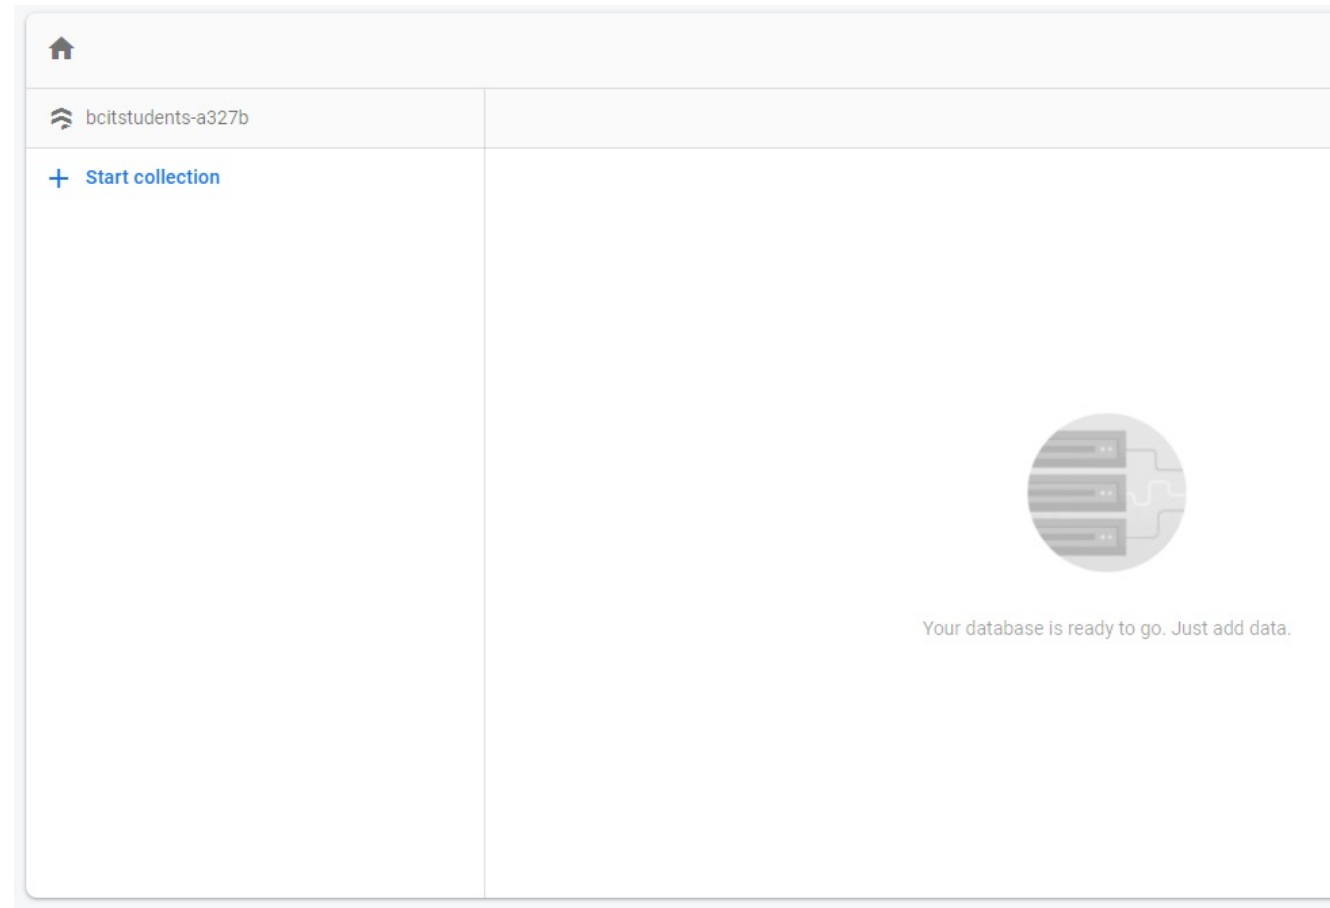 bcitstudents-a327b
Start collection
Your database is ready to go. Just add data.